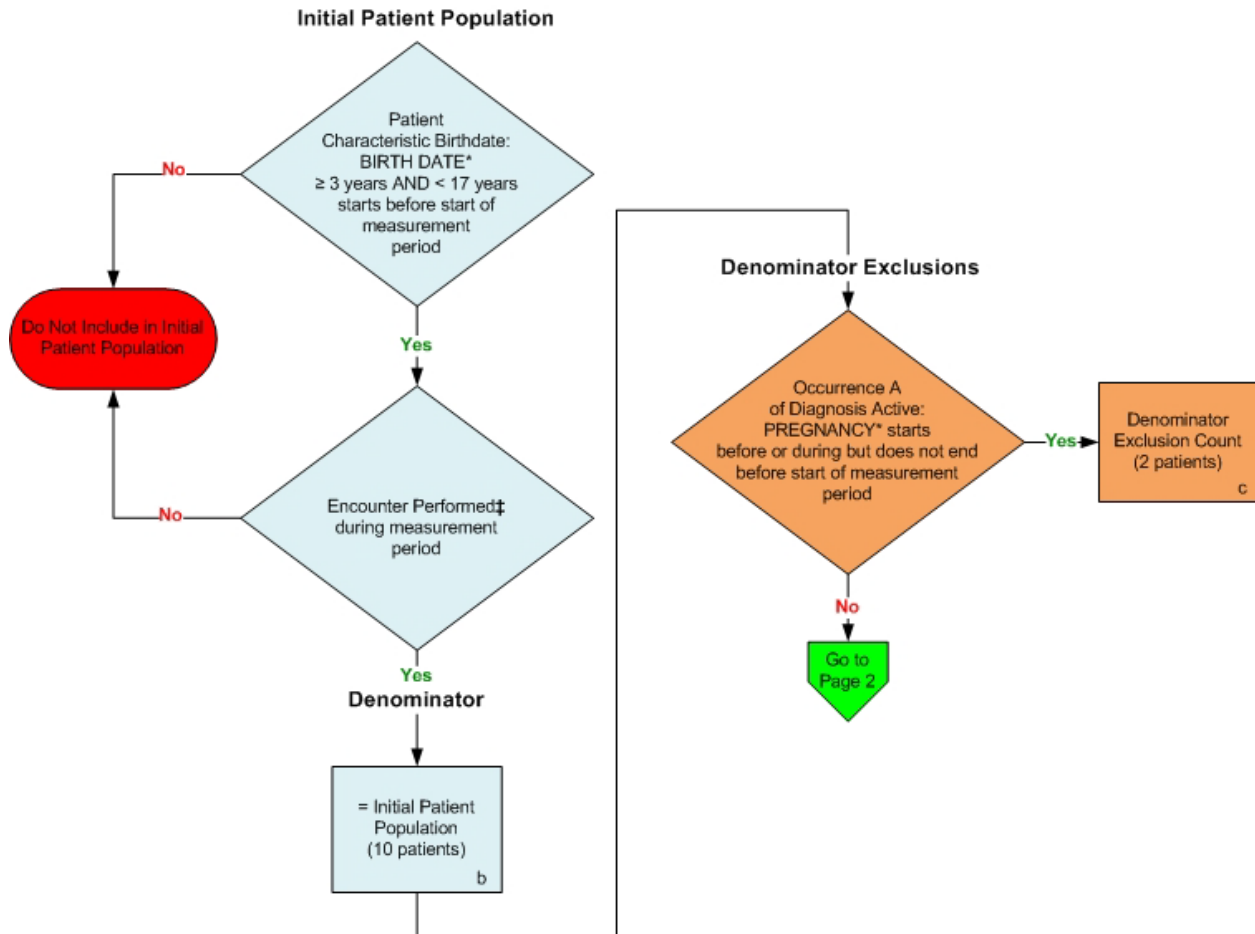 Initial Patient Population
Patient
Characteristic Birthdate:
BIRTH DATE*
≥ 3 years AND < 17 years
starts before start of
measurement
period
No
Do Not Include in Initial
Patient Population
Yes
Encounter Performed‡
during measurement
period
No
Yes
Denominator
= Initial Patient
Population
(10 patients)
b
Denominator Exclusions
Occurrence A
of Diagnosis Active:
PREGNANCY* starts
before or during but does not end
before start of measurement
period
Yes
Denominator
Exclusion Count
(2 patients)
c
No
Go to
Page 2